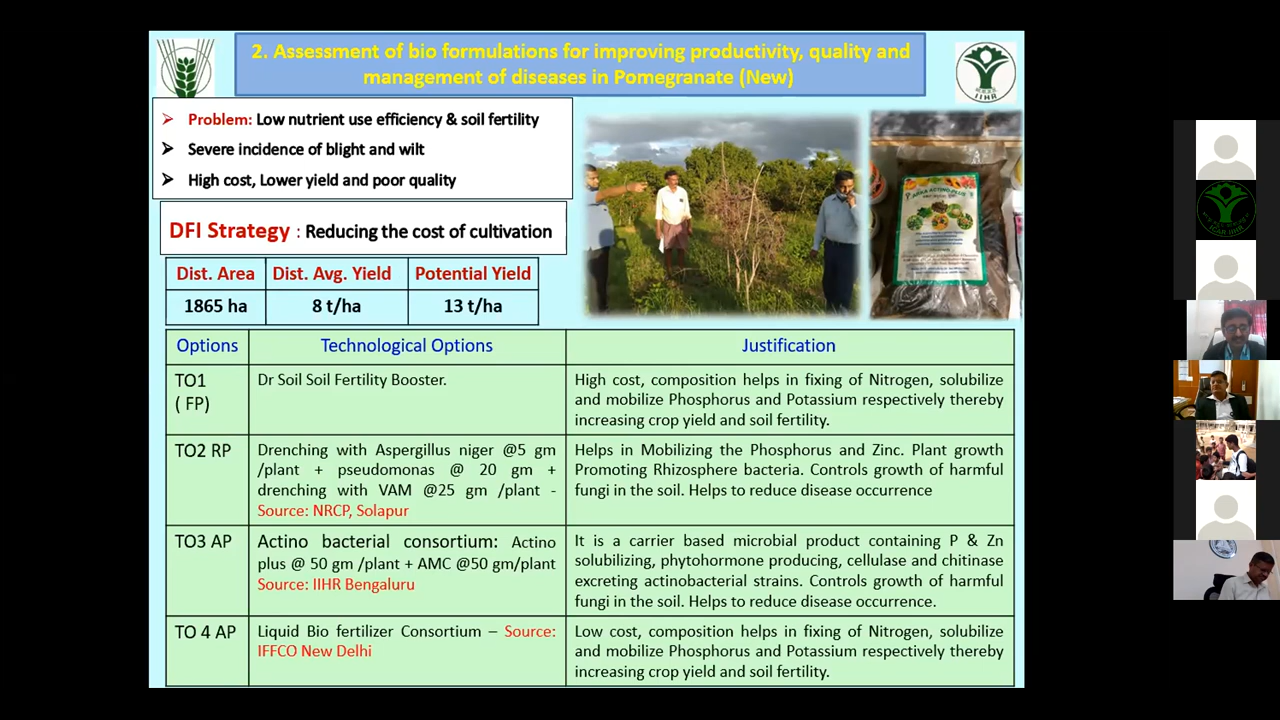 2. Assessment of bio formulations for improving productivity, quality and
management of diseases in Pomegranate (New)
IIHR
Problem: Low nutrient use efficiency & soil fertility
Severe incidence of blight and wilt
High cost, Lower yield and poor quality
DFI Strategy : Reducing the cost of cultivation
Dist. Area Dist. Avg. Yield Potential Yield
1865 ha 8 t/ha 13 t/ha
ACTINO PLUS
Options Technological Options Justification
TO1
( FP)
Dr Soil Soil Fertility Booster.
High cost, composition helps in fixing of Nitrogen, solubilize
and mobilize Phosphorus and Potassium respectively thereby
increasing crop yield and soil fertility.
TO2 RP
Drenching with Aspergillus niger @5 gm
/plant + pseudomonas @ 20 gm +
drenching with VAM @25 gm /plant -
Source: NRCP, Solapur
Helps in Mobilizing the Phosphorus and Zinc. Plant growth
Promoting Rhizosphere bacteria. Controls growth of harmful
fungi in the soil. Helps to reduce disease occurrence
TO3 AP
Actino bacterial consortium: Actino
plus @ 50 gm /plant + AMC @50 gm/plant
Source: IIHR Bengaluru
It is a carrier based microbial product containing P & Zn
solubilizing, phytohormone producing, cellulase and chitinase
excreting actinobacterial strains. Controls growth of harmful
fungi in the soil. Helps to reduce disease occurrence.
TO 4 AP
Liquid Bio fertilizer Consortium – Source:
IFFCO New Delhi
Low cost, composition helps in fixing of Nitrogen, solubilize
and mobilize Phosphorus and Potassium respectively thereby
increasing crop yield and soil fertility.
ICAR-IIHR